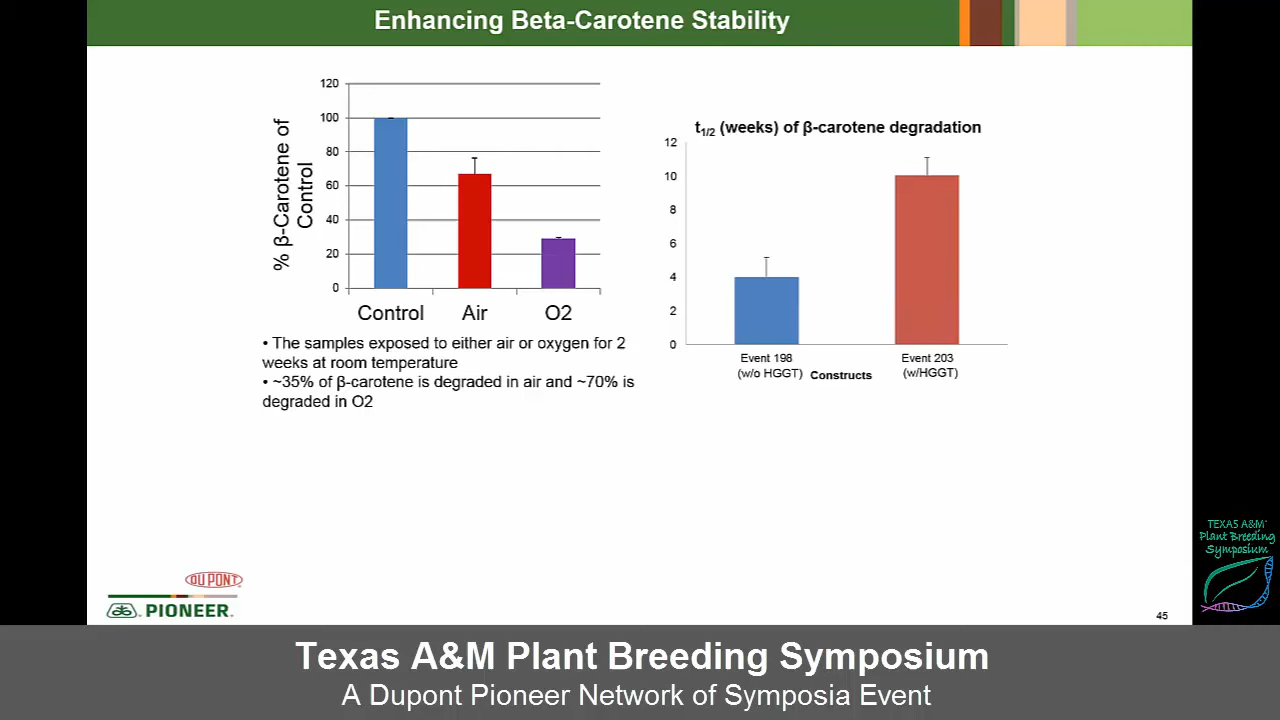 Enhancing Beta-Carotene Stability
% β-Carotene of
Control
120
100
80
60
40
20
0
Control Air O2
• The samples exposed to either air or oxygen for 2
weeks at room temperature
• ~35% of β-carotene is degraded in air and ~70% is
degraded in O2
t1/2 (weeks) of β-carotene degradation
12
10
8
6
4
2
0
Event 198 Event 203
(w/o HGGT) Constructs (w/HGGT)
DUPONT
PIONEER
45
TEXAS A&M
Plant Breeding
Symposium
Texas A&M Plant Breeding Symposium
A Dupont Pioneer Network of Symposia Event